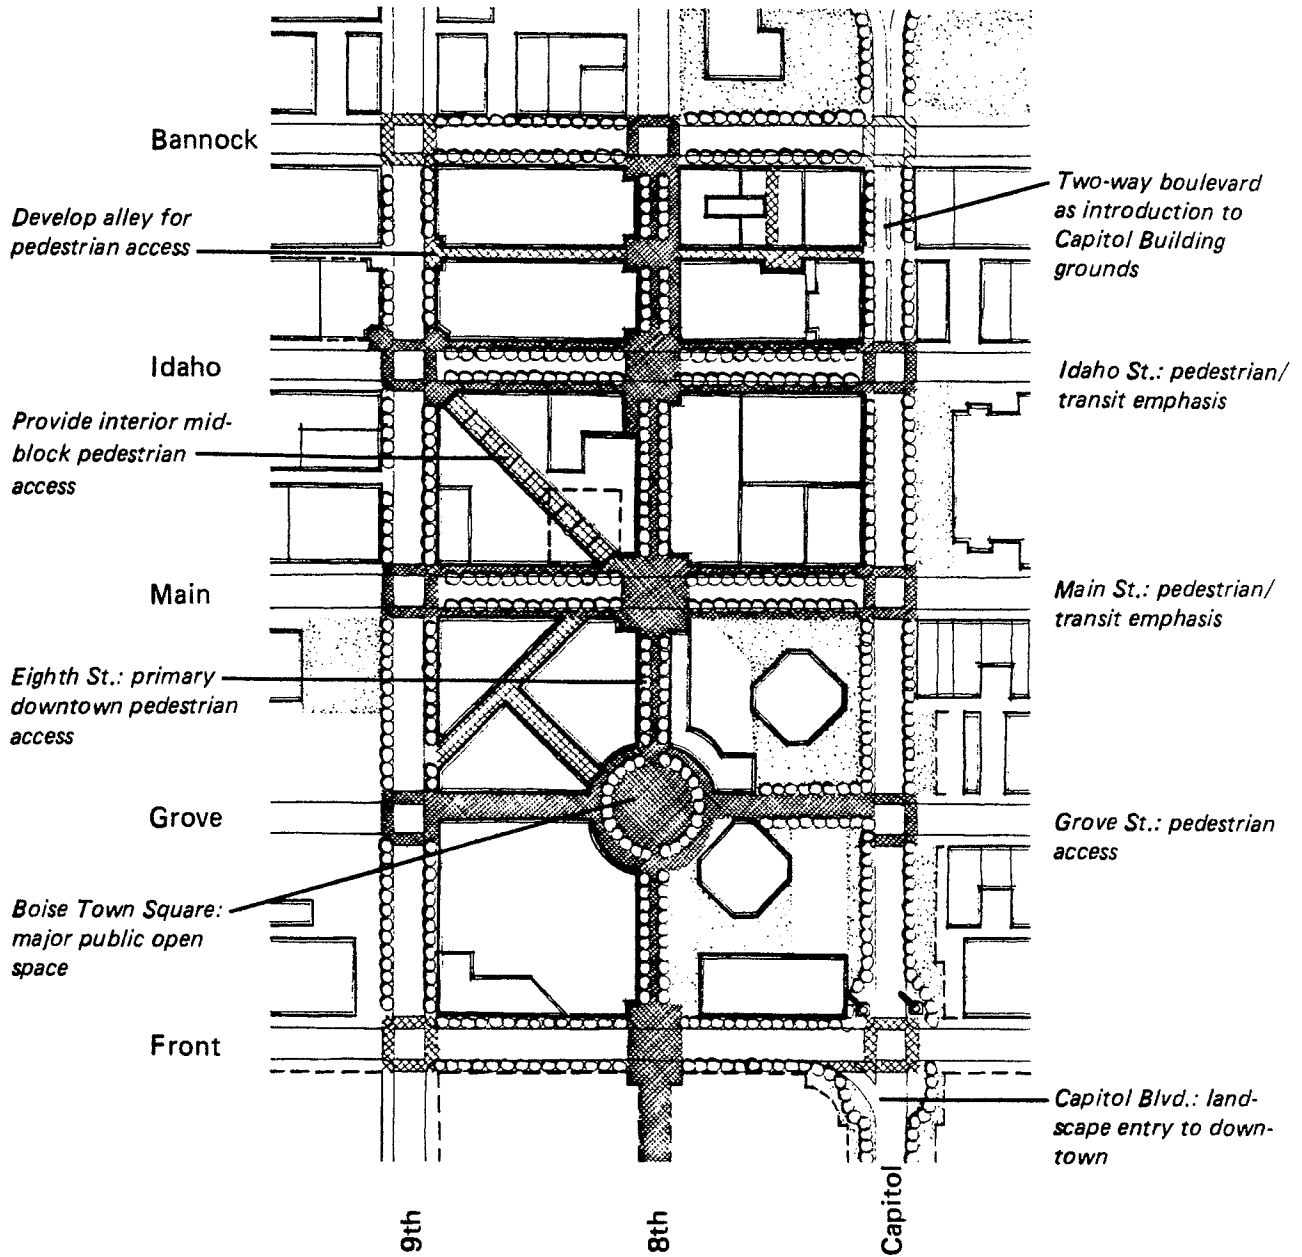 Bannock
Develop alley for
pedestrian access
Idaho
Provide interior mid-
block pedestrian
access
Main
Eighth St.: primary
downtown pedestrian
access
Grove
Boise Town Square:
major public open
space
Front
Two-way boulevard
as introduction to
Capitol Building
grounds
Idaho St.: pedestrian/
transit emphasis
Main St.: pedestrian/
transit emphasis
Grove St.: pedestrian
access
Capitol Blvd.: land-
scape entry to down-
town
9th
8th
Capitol